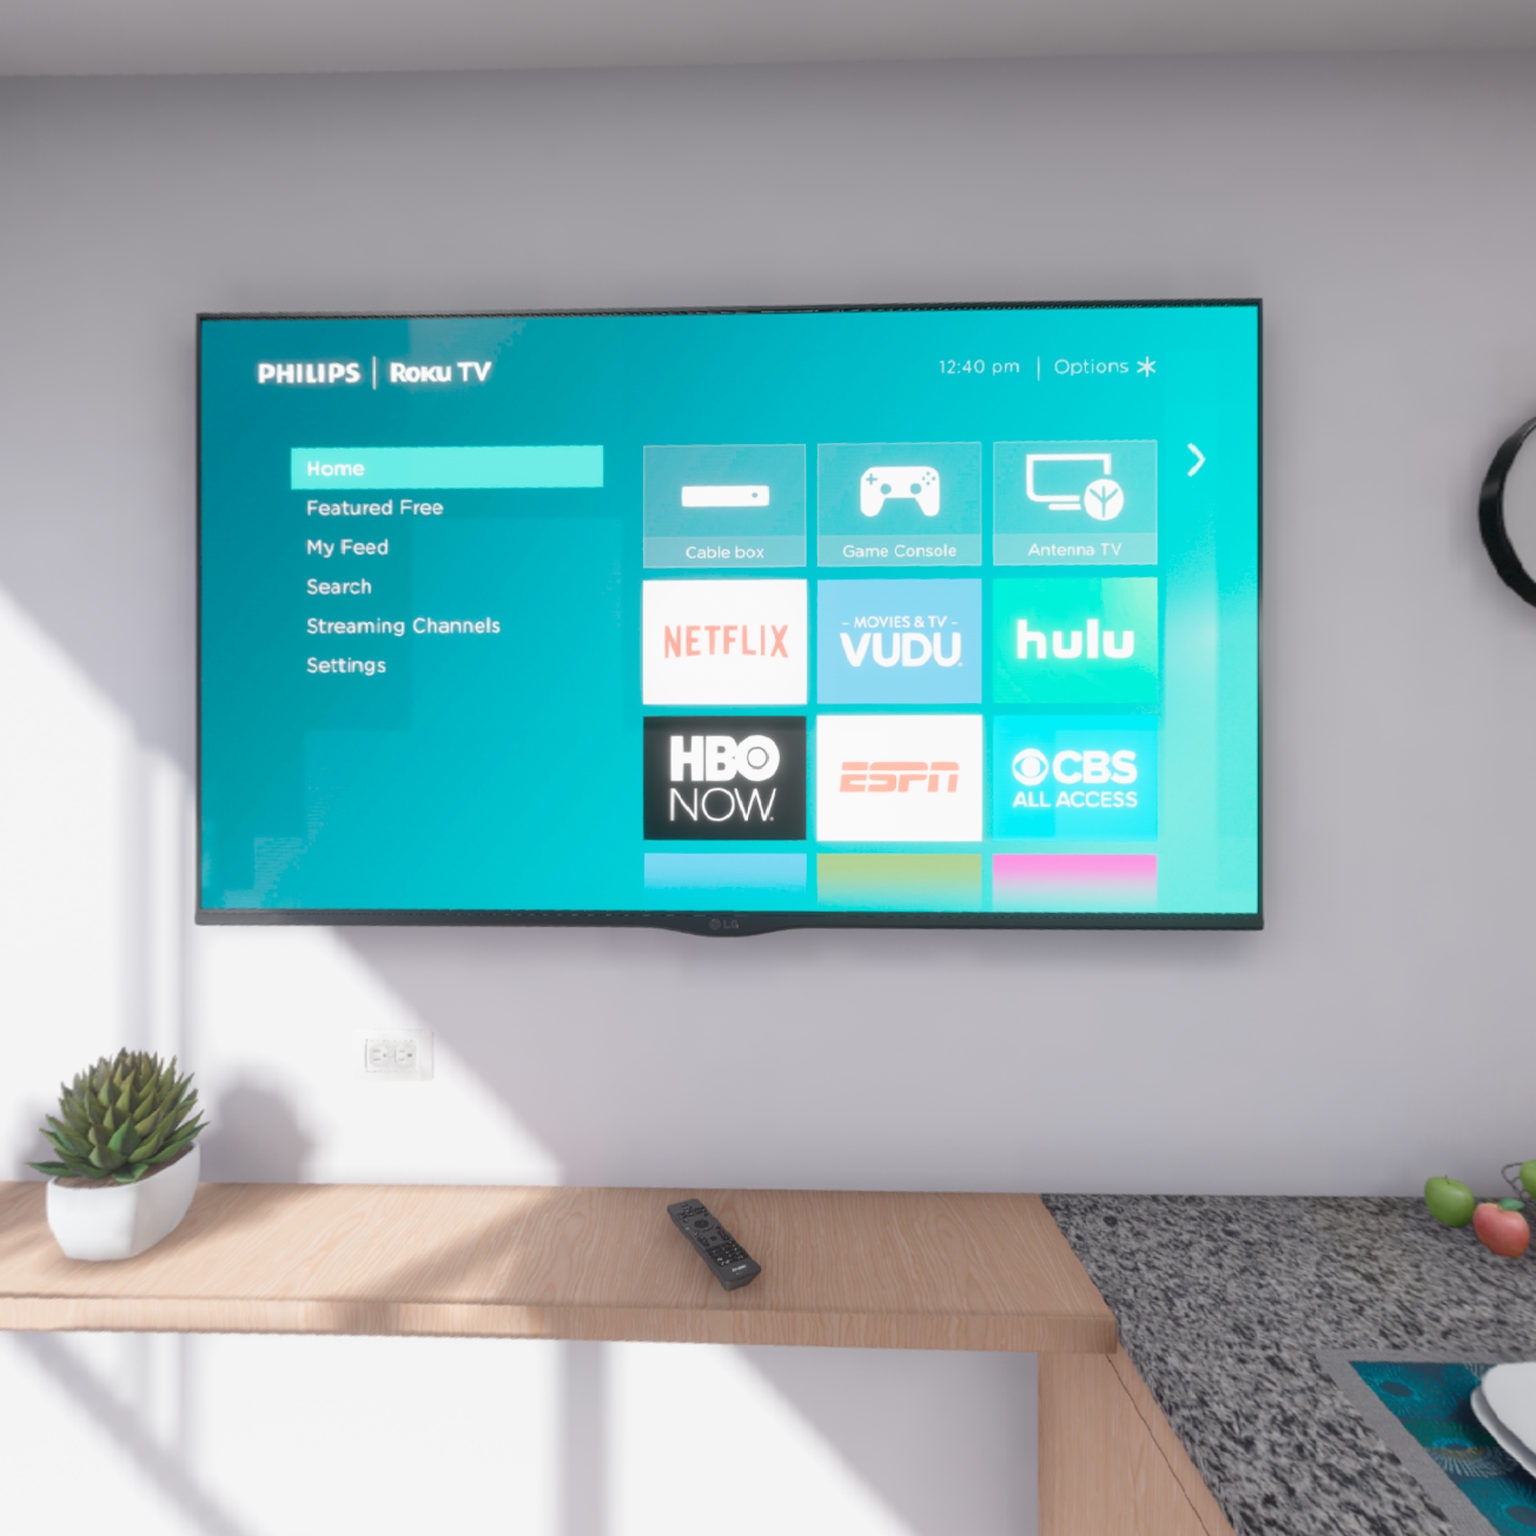 PHILIPS | Roku TV
12:40 pm | Options
Home
Featured Free
My Feed
Search
Streaming Channels
Settings
Cable box
Game Console
Antenna TV
NETFLIX
- MOVIES & TV -
VUDU
hulu
HBO
NOW.
ESPN
CBS
ALL ACCESS
LG